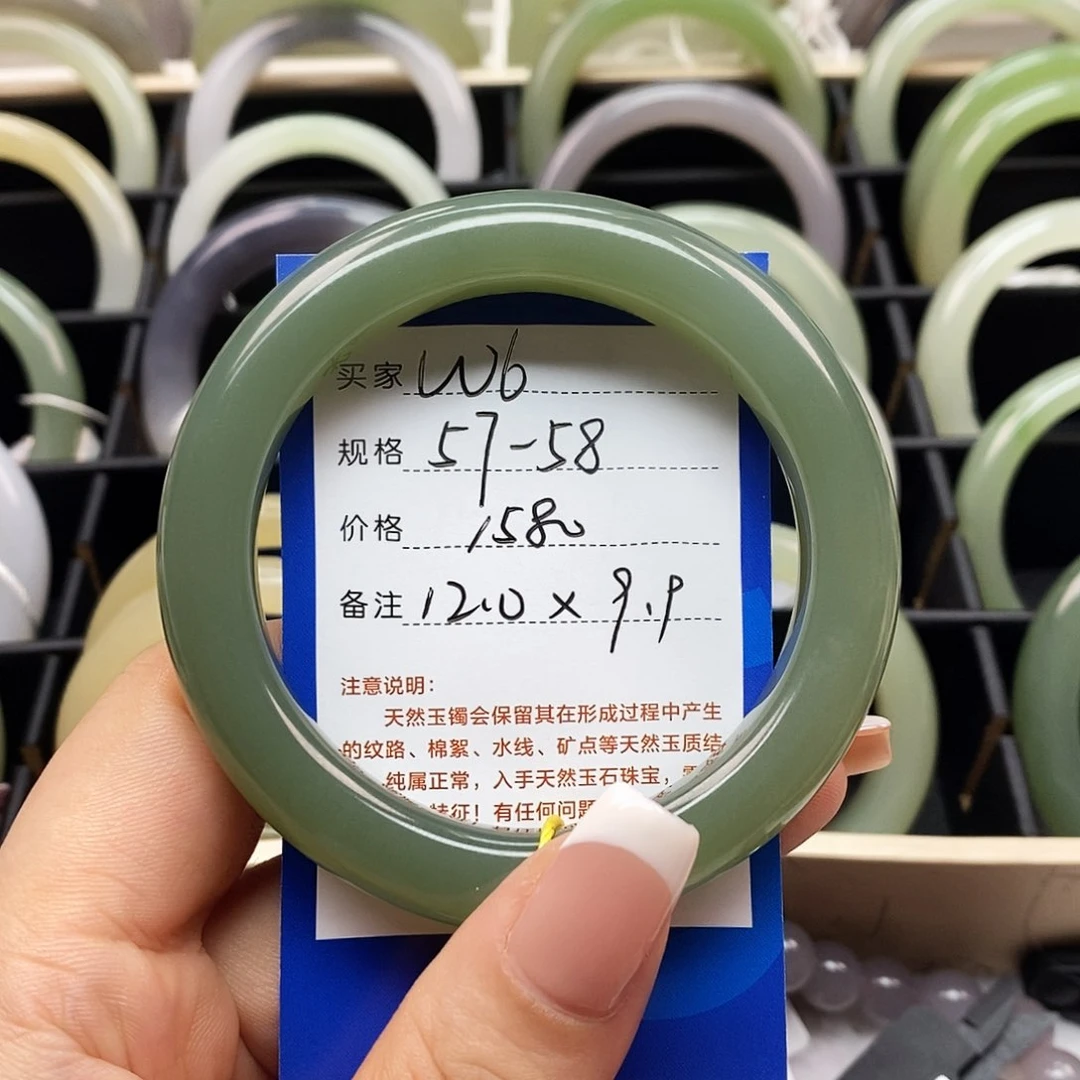 买家 W6
规格 57-58
价格 1580
备注 12.0 x 9.9
注意说明：
天然玉镯会保留其在形成过程中产生
的纹路、棉絮、水线、矿点等天然玉质结
纯属正常，入手天然玉石珠宝，
特征！有任何问题